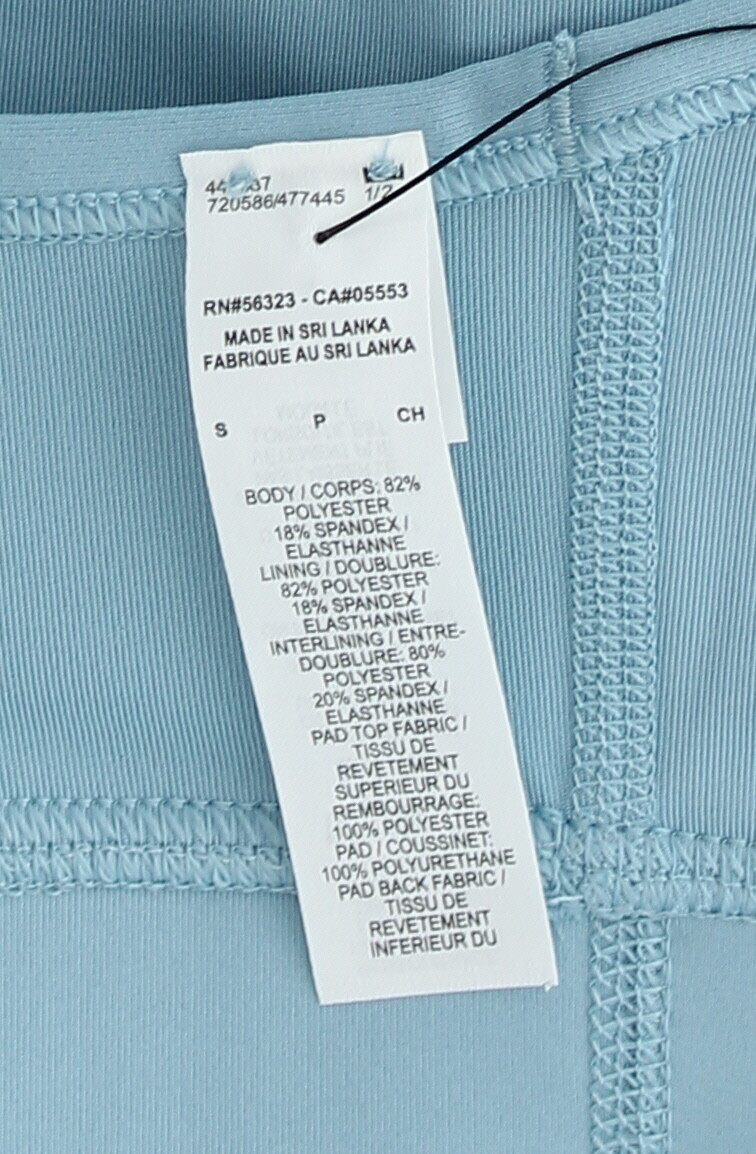 720586/477445 1/2
RN#56323 - CA#05553
MADE IN SRI LANKA
FABRIQUE AU SRI LANKA
S P CH
BODY / CORPS: 82%
POLYESTER
18% SPANDEX /
ELASTHANNE
LINING / DOUBLURE:
82% POLYESTER
18% SPANDEX /
ELASTHANNE
INTERLINING / ENTRE-
DOUBLURE: 80%
POLYESTER
20% SPANDEX /
ELASTHANNE
PAD TOP FABRIC /
TISSU DE
REVETEMENT
SUPERIEUR DU
REMBOURRAGE:
100% POLYESTER
PAD / COUSSINET:
100% POLYURETHANE
PAD BACK FABRIC /
TISSU DE
REVETEMENT
INFERIEUR DU